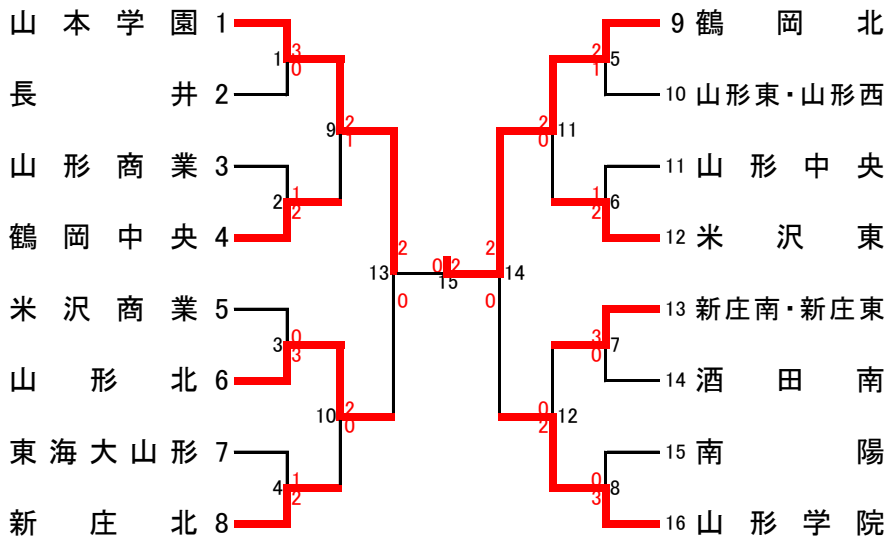 山本学園 1
長井 2
山形商業 3
鶴岡中央 4
米沢商業 5
山形北 6
東海大山形 7
新庄北 8
1
3
0
2
1
2
3
0
3
4
1
2
9
2
1
10
2
0
13
2
0
0
2
15
2
0
14
2
0
11
0
2
12
2
1
5
1
2
6
3
0
7
0
3
8
9 鶴岡北
10 山形東・山形西
11 山形中央
12 米沢東
13 新庄南・新庄東
14 酒田南
15 南陽
16 山形学院